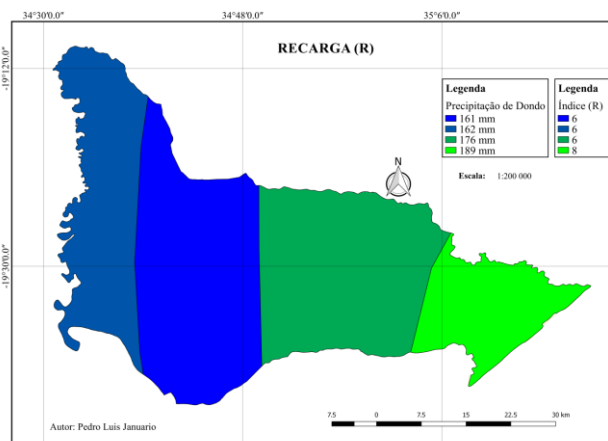 34°30'0.0"
34°48'0.0"
35°6'0.0"
RECARGA (R)
-19°12'0.0"
Legenda
Precipitação de Dondo
161 mm
162 mm
176 mm
189 mm
Legenda
Índice (R)
6
6
6
8
N
Escala: 1:200 000
-19°30'0.0"
Autor: Pedro Luis Januario
7.5 0 7.5 15 22.5 30 km